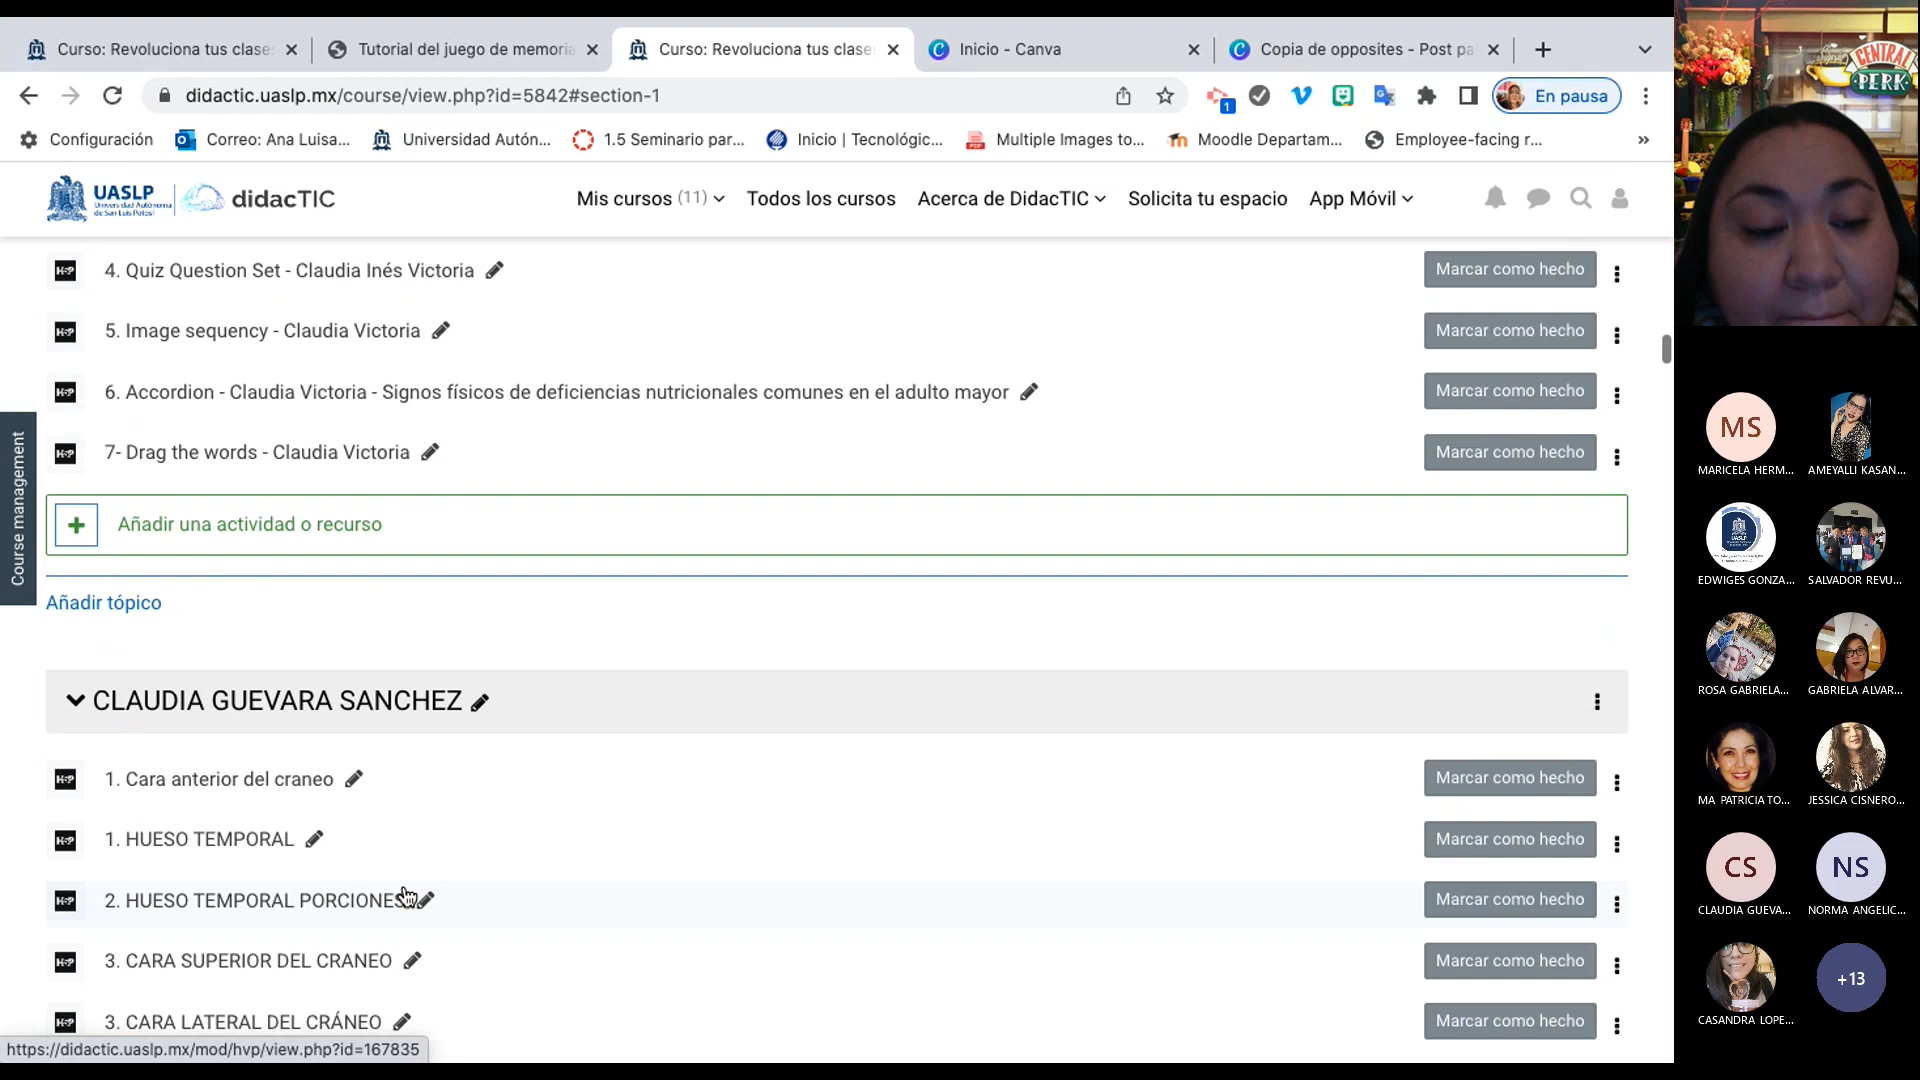 Curso: Revoluciona tus clase
Tutorial del juego de memoria
Curso: Revoluciona tus clase
Inicio - Canva
Copia de opposites - Post pa
didactic.uaslp.mx/course/view.php?id=5842#section-1
1
En pausa
Configuración
Correo: Ana Luisa...
Universidad Autón...
1.5 Seminario par...
Inicio | Tecnológic...
Multiple Images to...
Moodle Departam...
Employee-facing r...
UASLP
Universidad Autónoma
de San Luis Potosí
didacTIC
Mis cursos (11)
Todos los cursos
Acerca de DidacTIC
Solicita tu espacio
App Móvil
4. Quiz Question Set - Claudia Inés Victoria
Marcar como hecho
5. Image sequency - Claudia Victoria
Marcar como hecho
6. Accordion - Claudia Victoria - Signos físicos de deficiencias nutricionales comunes en el adulto mayor
Marcar como hecho
7- Drag the words - Claudia Victoria
Marcar como hecho
Course management
Añadir una actividad o recurso
Añadir tópico
CLAUDIA GUEVARA SANCHEZ
1. Cara anterior del craneo
Marcar como hecho
1. HUESO TEMPORAL
Marcar como hecho
2. HUESO TEMPORAL PORCIONES
Marcar como hecho
3. CARA SUPERIOR DEL CRANEO
Marcar como hecho
3. CARA LATERAL DEL CRÁNEO
Marcar como hecho
https://didactic.uaslp.mx/mod/hvp/view.php?id=167835
CENTRAL
PERK
MS
MARICELA HERM...
AMEYALLI KASAN...
UASLP
EDWIGES GONZA...
SALVADOR REVU...
ROSA GABRIELA...
GABRIELA ALVAR...
MA PATRICIA TO...
JESSICA CISNERO...
CS
CLAUDIA GUEVA...
NS
NORMA ANGELIC...
CASANDRA LOPE...
+13